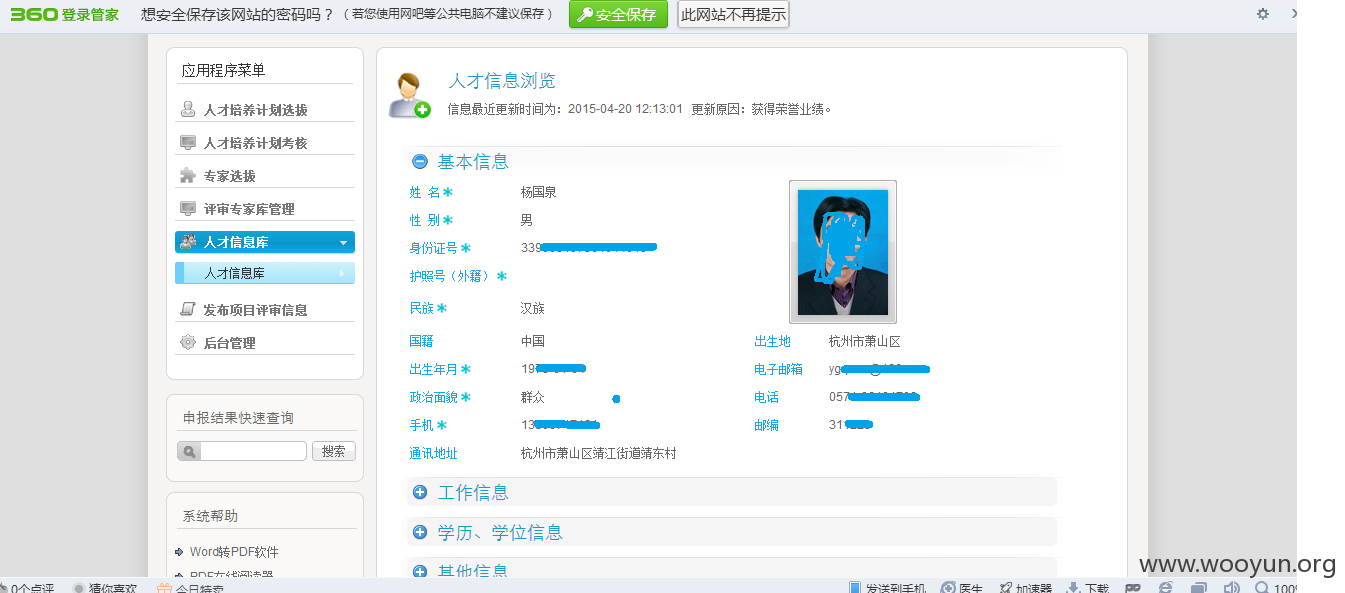 360 登录管家 想安全保存该网站的密码吗？（若您使用网吧等公共电脑不建议保存） 安全保存 此网站不再提示
应用程序菜单
人才培养计划选拔
人才培养计划考核
专家选拔
评审专家库管理
人才信息库
人才信息库
发布项目评审信息
后台管理
申报结果快速查询
搜索
系统帮助
Word转PDF软件
PDF在线阅读器
人才信息浏览
信息最近更新时间为：2015-04-20 12:13:01 更新原因：获得荣誉业绩。
基本信息
姓 名* 杨国泉
性 别* 男
身份证号* 339
护照号（外籍）*
民族* 汉族
国籍 中国 出生地 杭州市萧山区
出生年月* 19 电子邮箱 yg
政治面貌* 群众 电话 057
手机* 13 邮编 31
通讯地址 杭州市萧山区靖江街道靖东村
工作信息
学历、学位信息
其他信息
www.wooyun.org
0个点评 猜你喜欢 今日特卖 发送到手机 医生 加速器 下载 100%